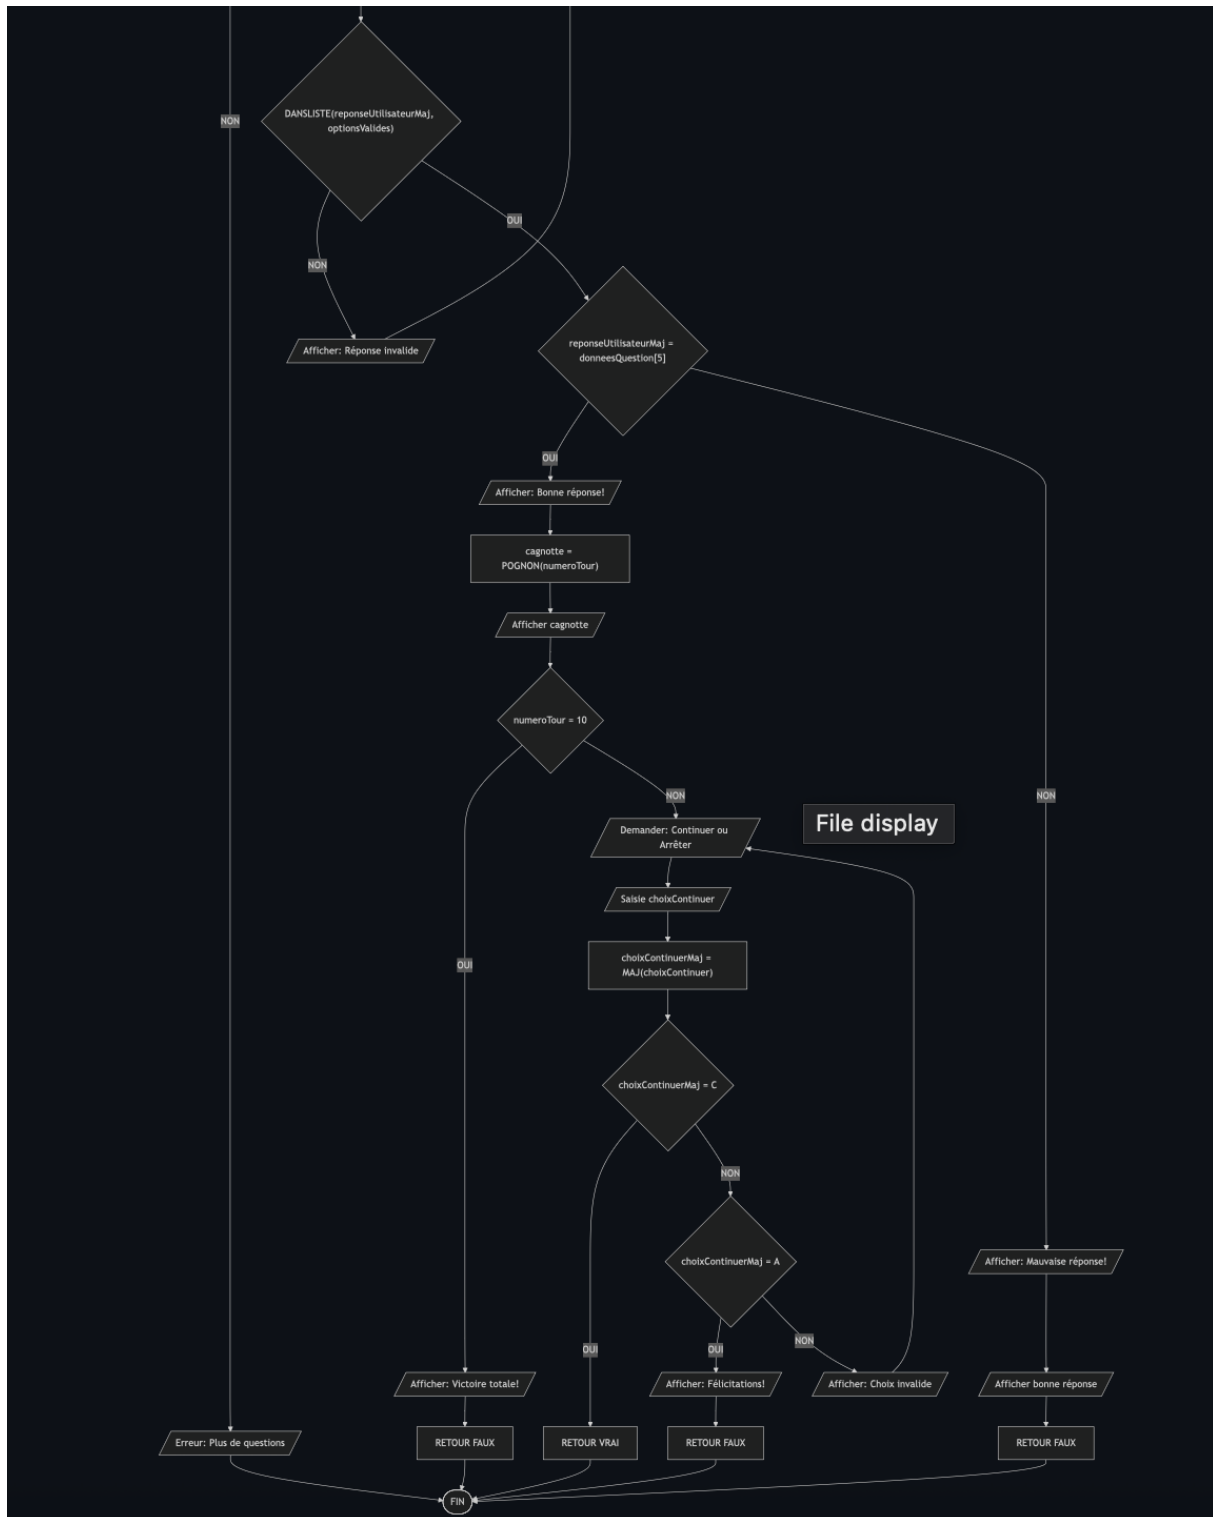 NON
DANSLISTE(reponseUtilisateurMaj,
optionsValides)
OUI
NON
Afficher: Réponse invalide
reponseUtilisateurMaj =
donneesQuestion[5]
OUI
Afficher: Bonne réponse!
cagnotte =
POGNON(numeroTour)
Afficher cagnotte
numeroTour = 10
NON
NON
Demander: Continuer ou
Arrêter
File display
Saisie choixContinuer
choixContinuerMaj =
MAJ(choixContinuer)
OUI
choixContinuerMaj = C
NON
choixContinuerMaj = A
Afficher: Mauvaise réponse!
NON
OUI
OUI
Afficher: Victoire totale!
Afficher: Félicitations!
Afficher: Choix invalide
Afficher bonne réponse
Erreur: Plus de questions
RETOUR FAUX
RETOUR VRAI
RETOUR FAUX
RETOUR FAUX
FIN